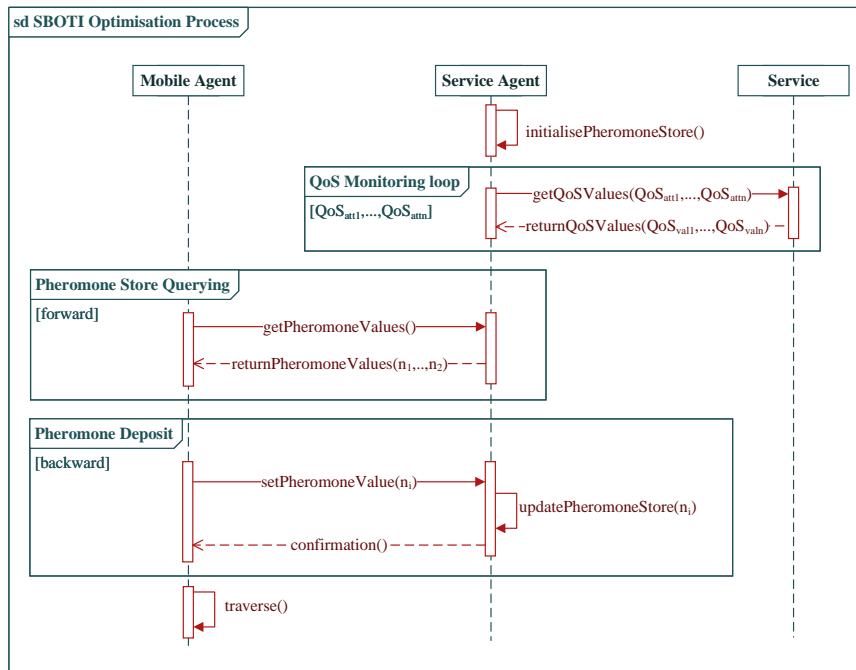 sd SBOTI Optimisation Process
Mobile Agent
Service Agent
Service
initialisePheromoneStore()
QoS Monitoring loop
getQoSValues(QoSatt1,...,QoSattn)
[QoSatt1,...,QoSattn]
returnQoSValues(QoSval1,...,QoSvaln)
Pheromone Store Querying
[forward]
getPheromoneValues()
returnPheromoneValues(n1,..,n2)
Pheromone Deposit
[backward]
setPheromoneValue(ni)
updatePheromoneStore(ni)
confirmation()
traverse()